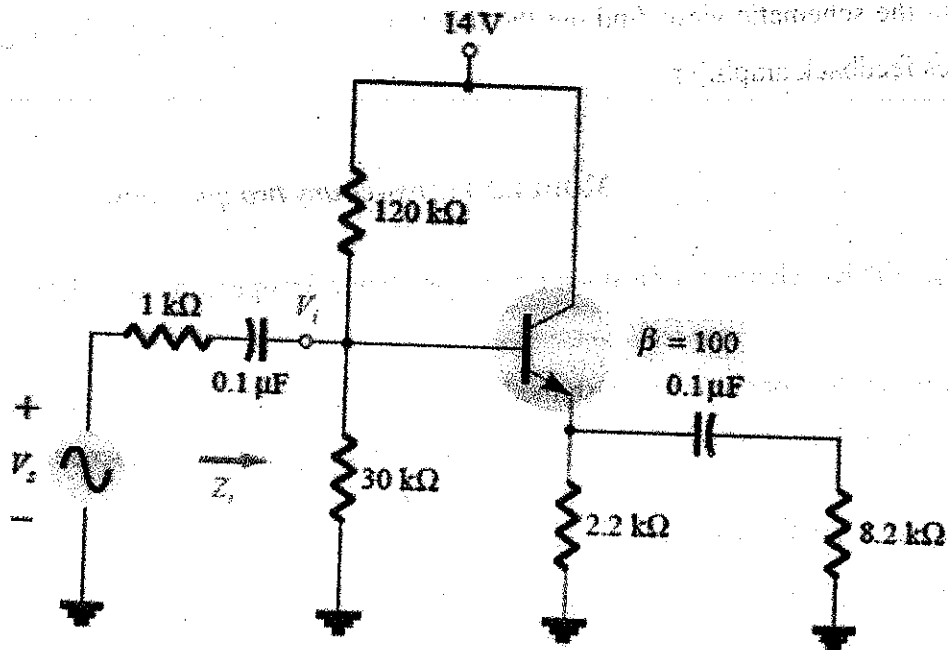 14 V
120 kΩ
1 kΩ
V_i
β = 100
0.1 μF
0.1 μF
+
V_s
Z_i
30 kΩ
2.2 kΩ
8.2 kΩ
−